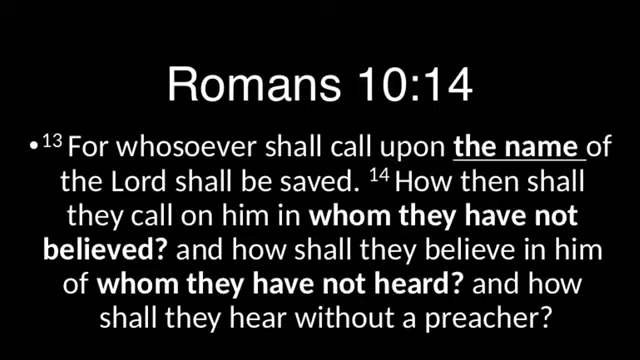 Romans 10:14
•¹³ For whosoever shall call upon the name of
the Lord shall be saved. ¹⁴ How then shall
they call on him in whom they have not
believed? and how shall they believe in him
of whom they have not heard? and how
shall they hear without a preacher?